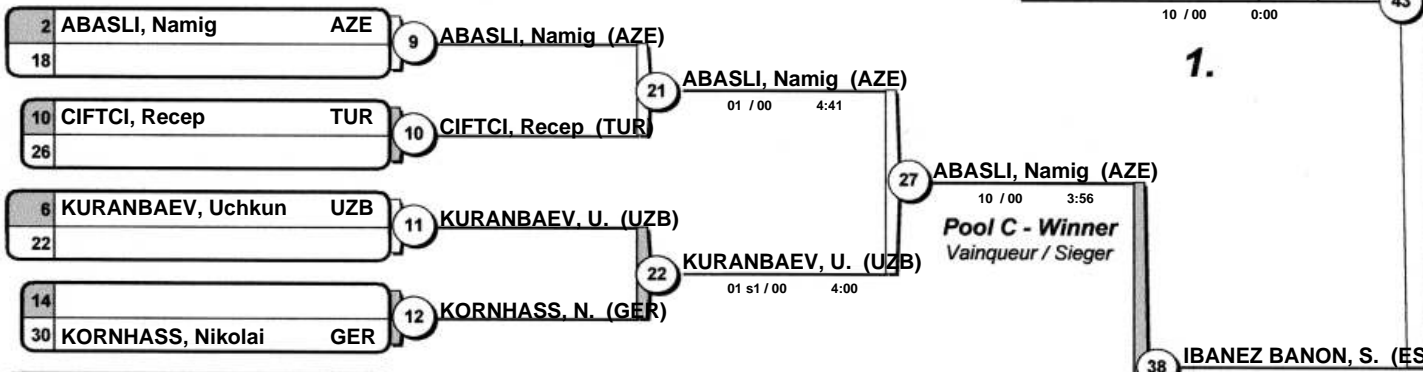 2 ABASLI, Namig AZE
18
9
ABASLI, Namig (AZE)
10 CIFTCI, Recep TUR
26
10
CIFTCI, Recep (TUR)
21
ABASLI, Namig (AZE)
01 / 00 4:41
6 KURANBAEV, Uchkun UZB
22
11
KURANBAEV, U. (UZB)
14
30 KORNHASS, Nikolai GER
12
KORNHASS, N. (GER)
22
KURANBAEV, U. (UZB)
01 s1 / 00 4:00
27
ABASLI, Namig (AZE)
10 / 00 3:56
Pool C - Winner
Vainqueur / Sieger
10 / 00 0:00
43
1.
38
IBANEZ BANON, S. (ES